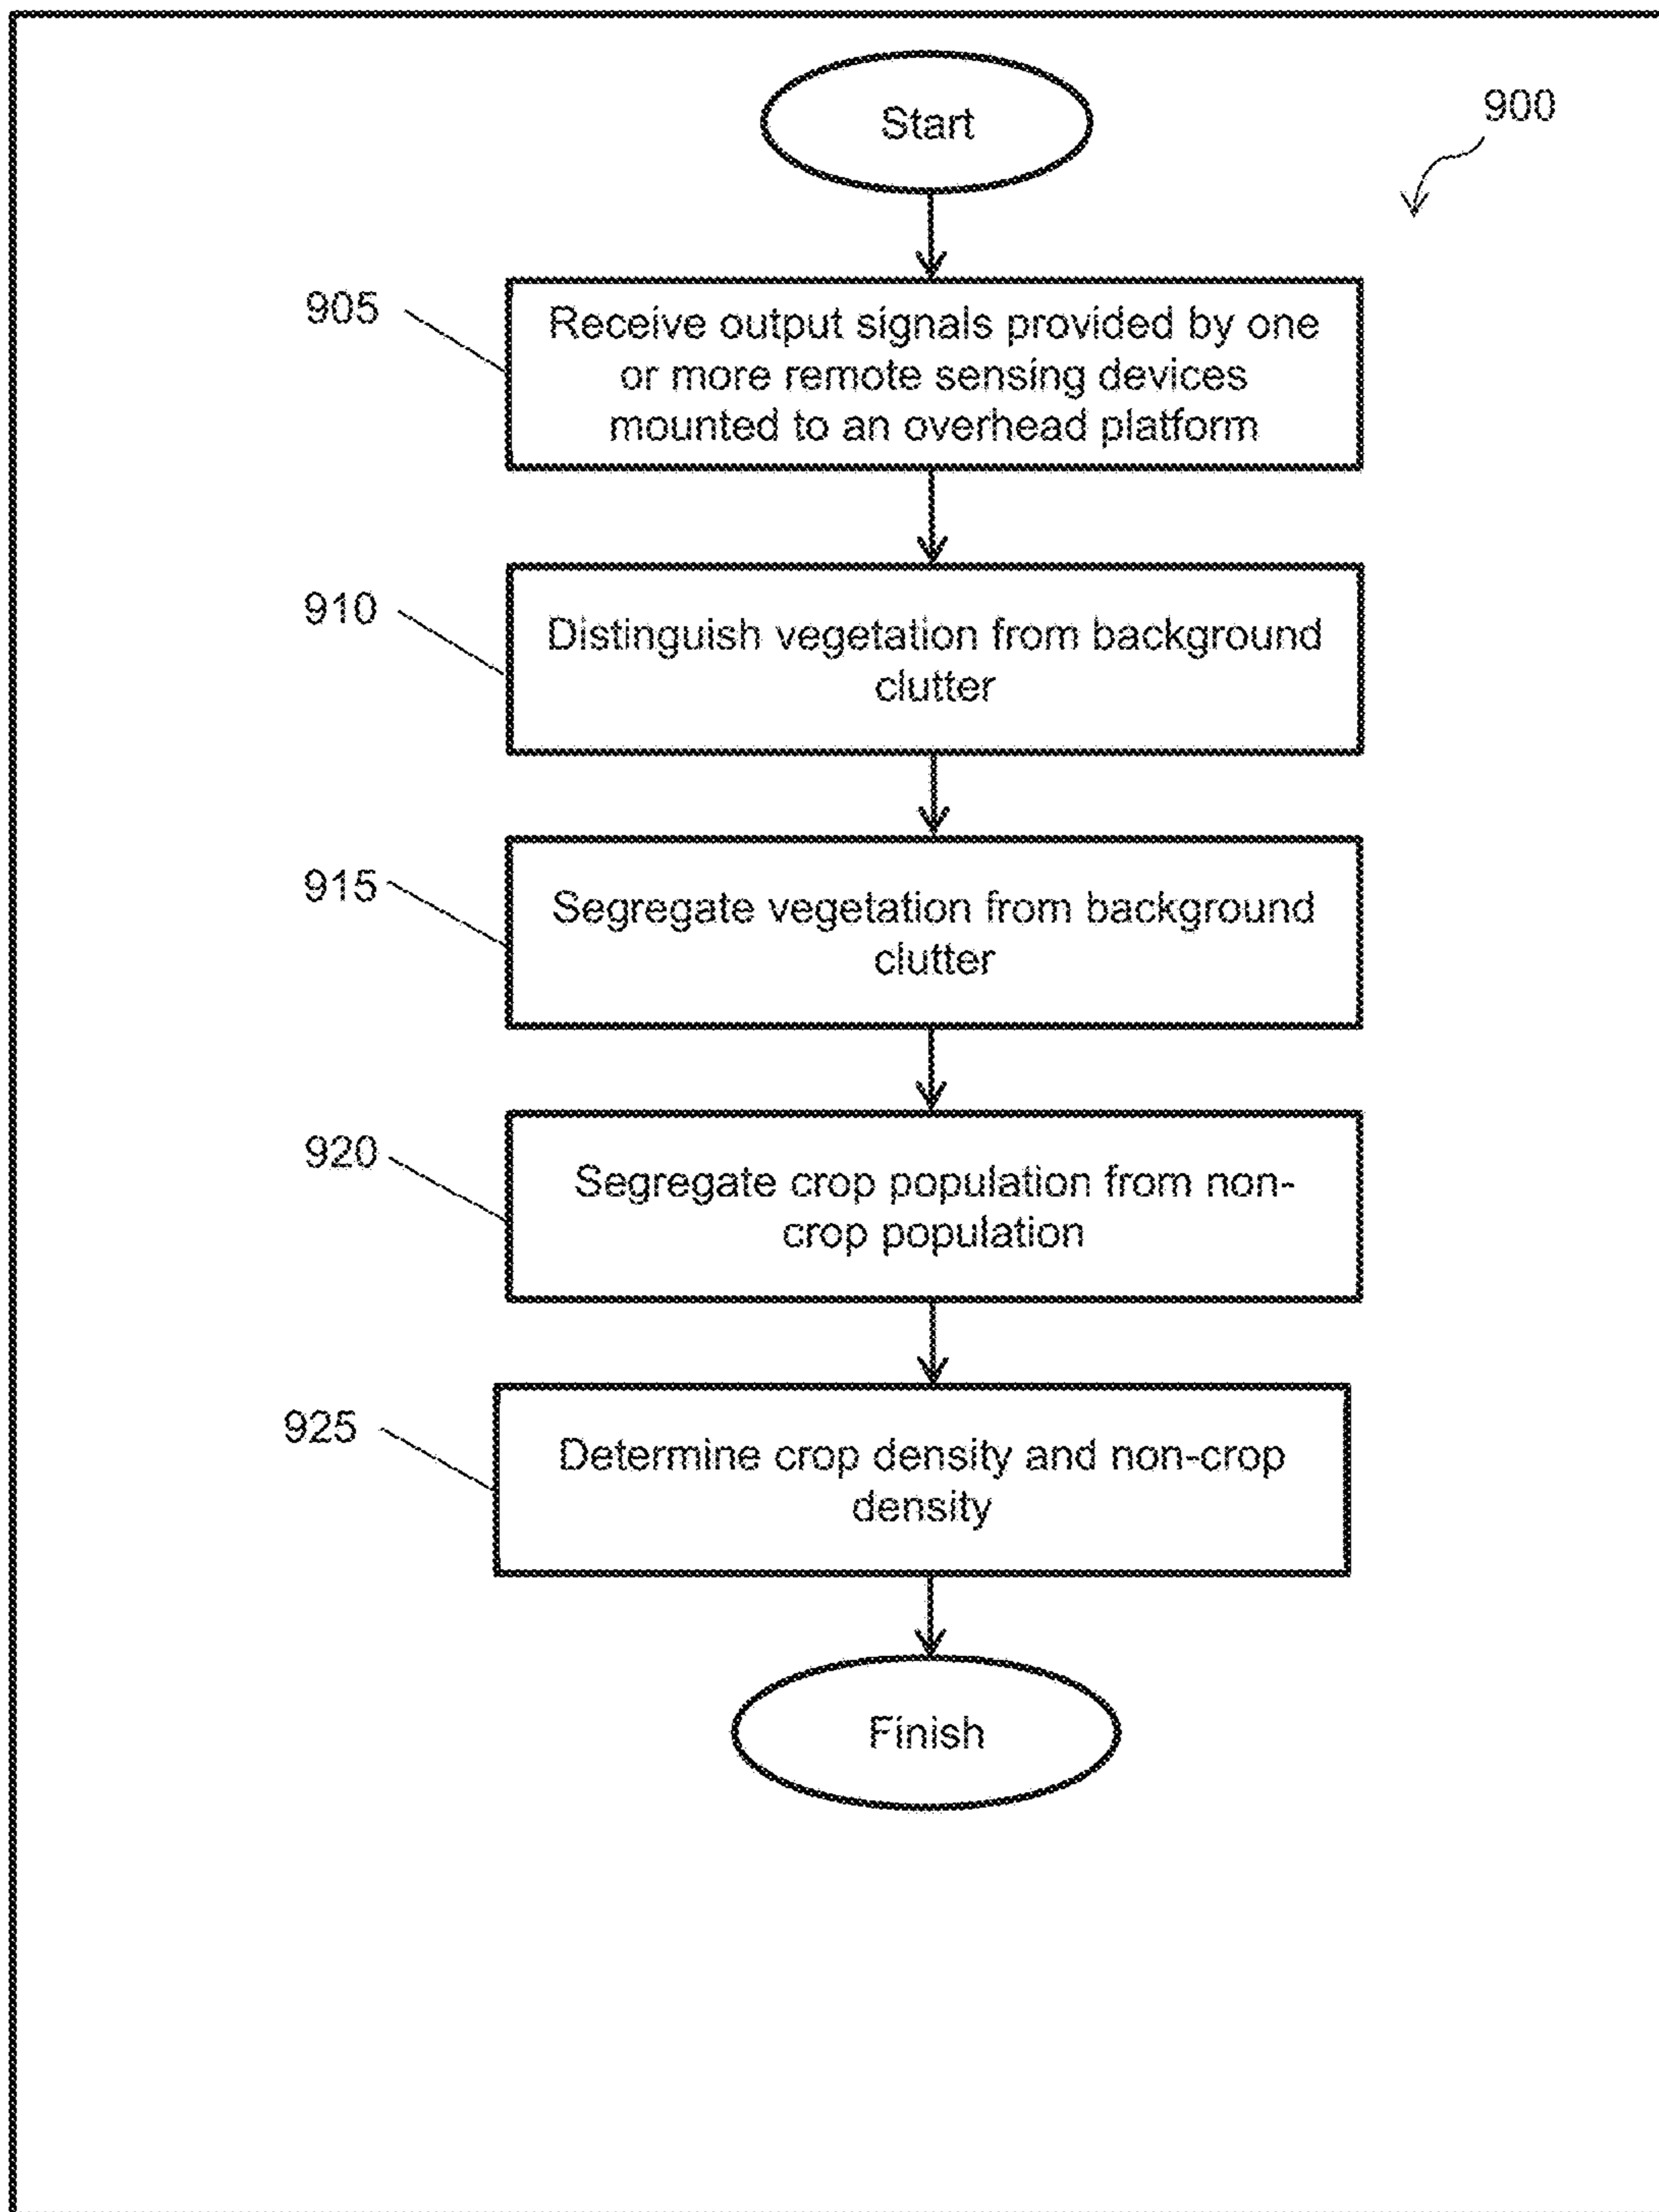 Start
900
905
Receive output signals provided by one
or more remote sensing devices
mounted to an overhead platform
910
Distinguish vegetation from background
clutter
915
Segregate vegetation from background
clutter
920
Segregate crop population from non-
crop population
925
Determine crop density and non-crop
density
Finish